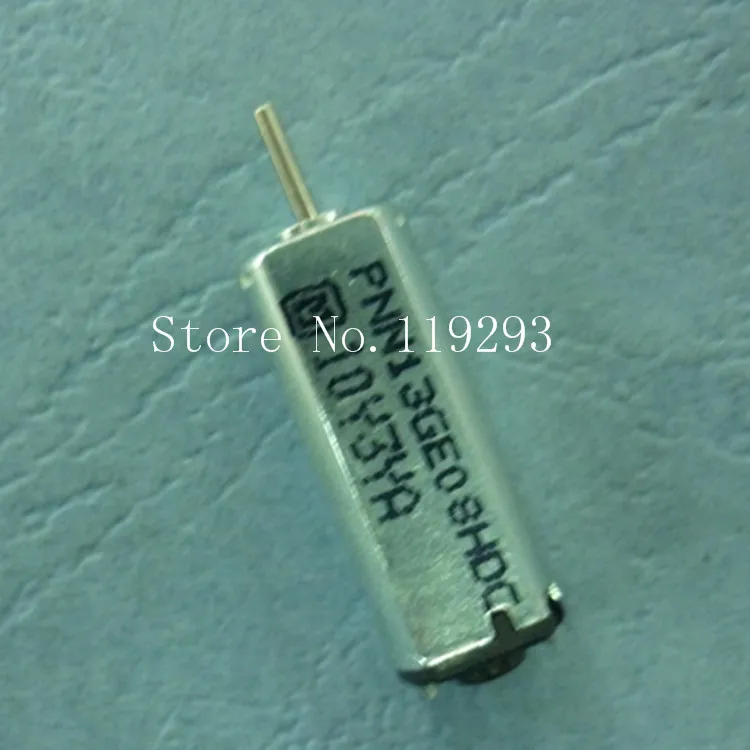 PNN13GE08HDC
M 10Y3YA
Store No.119293